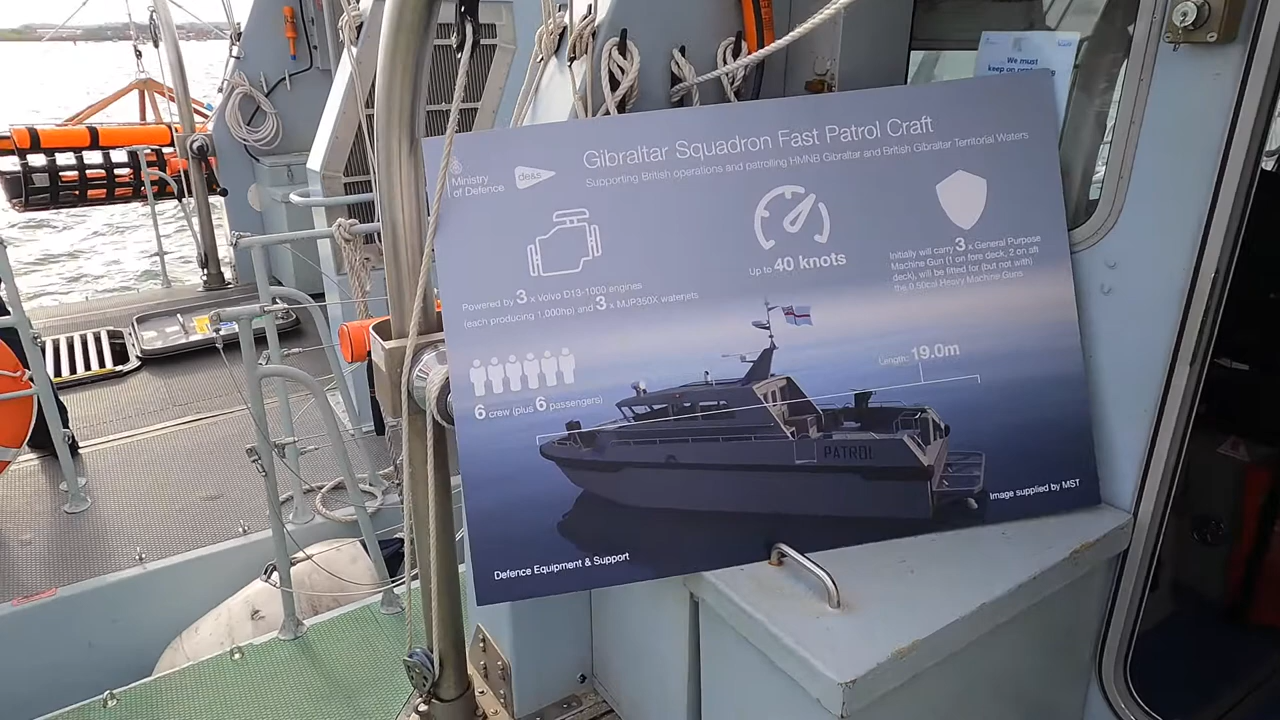 We must
Gibraltar Squadron Fast Patrol Craft
Supporting British operations and patrolling HMNB Gibraltar and British Gibraltar Territorial Waters
Ministry
of Defence
de&s
Powered by 3 x Volvo D13-1000 engines
(each producing 1,000hp) and 3 x MJP350X waterjets
Up to 40 knots
Initially will carry 3 x General Purpose
Machine Gun (1 on fore deck, 2 on aft
deck), will be fitted for (but not with)
the 0.50cal Heavy Machine Guns
6 crew (plus 6 passengers)
Length: 19.0m
PATROL
Image supplied by MST
Defence Equipment & Support